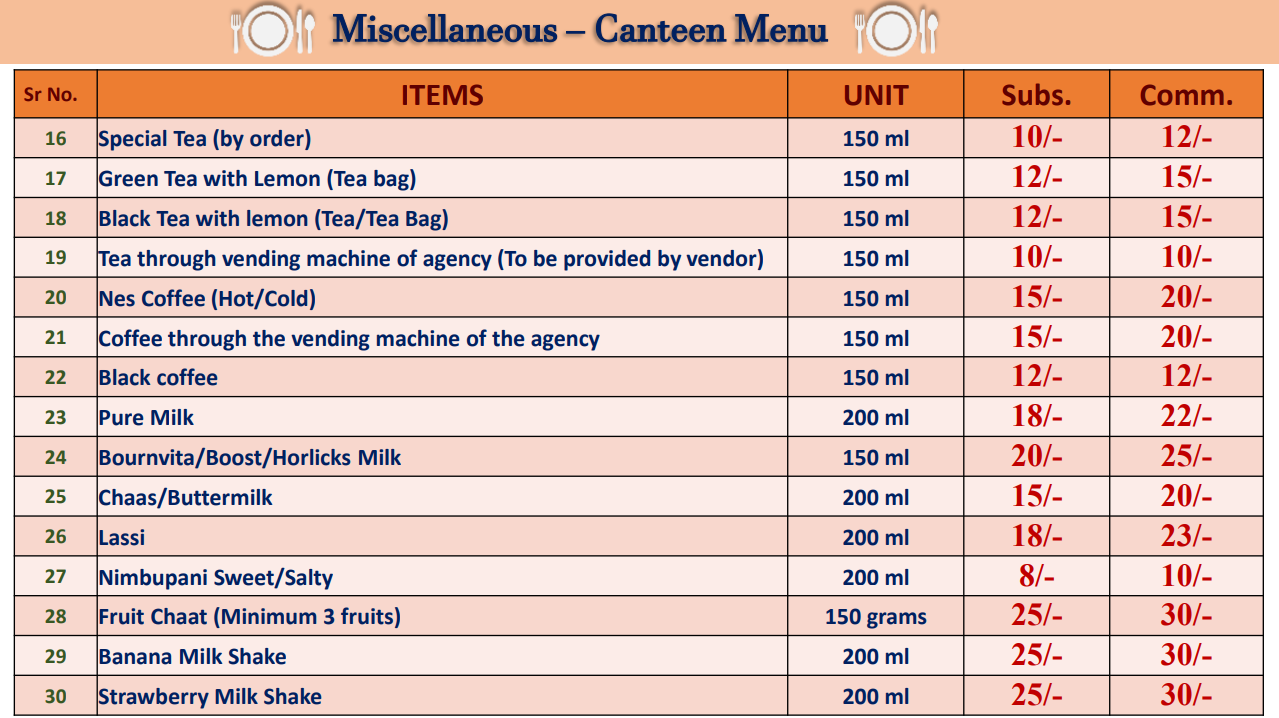 Miscellaneous – Canteen Menu
Sr No. ITEMS UNIT Subs. Comm.
16 Special Tea (by order) 150 ml 10/- 12/-
17 Green Tea with Lemon (Tea bag) 150 ml 12/- 15/-
18 Black Tea with lemon (Tea/Tea Bag) 150 ml 12/- 15/-
19 Tea through vending machine of agency (To be provided by vendor) 150 ml 10/- 10/-
20 Nes Coffee (Hot/Cold) 150 ml 15/- 20/-
21 Coffee through the vending machine of the agency 150 ml 15/- 20/-
22 Black coffee 150 ml 12/- 12/-
23 Pure Milk 200 ml 18/- 22/-
24 Bournvita/Boost/Horlicks Milk 150 ml 20/- 25/-
25 Chaas/Buttermilk 200 ml 15/- 20/-
26 Lassi 200 ml 18/- 23/-
27 Nimbupani Sweet/Salty 200 ml 8/- 10/-
28 Fruit Chaat (Minimum 3 fruits) 150 grams 25/- 30/-
29 Banana Milk Shake 200 ml 25/- 30/-
30 Strawberry Milk Shake 200 ml 25/- 30/-